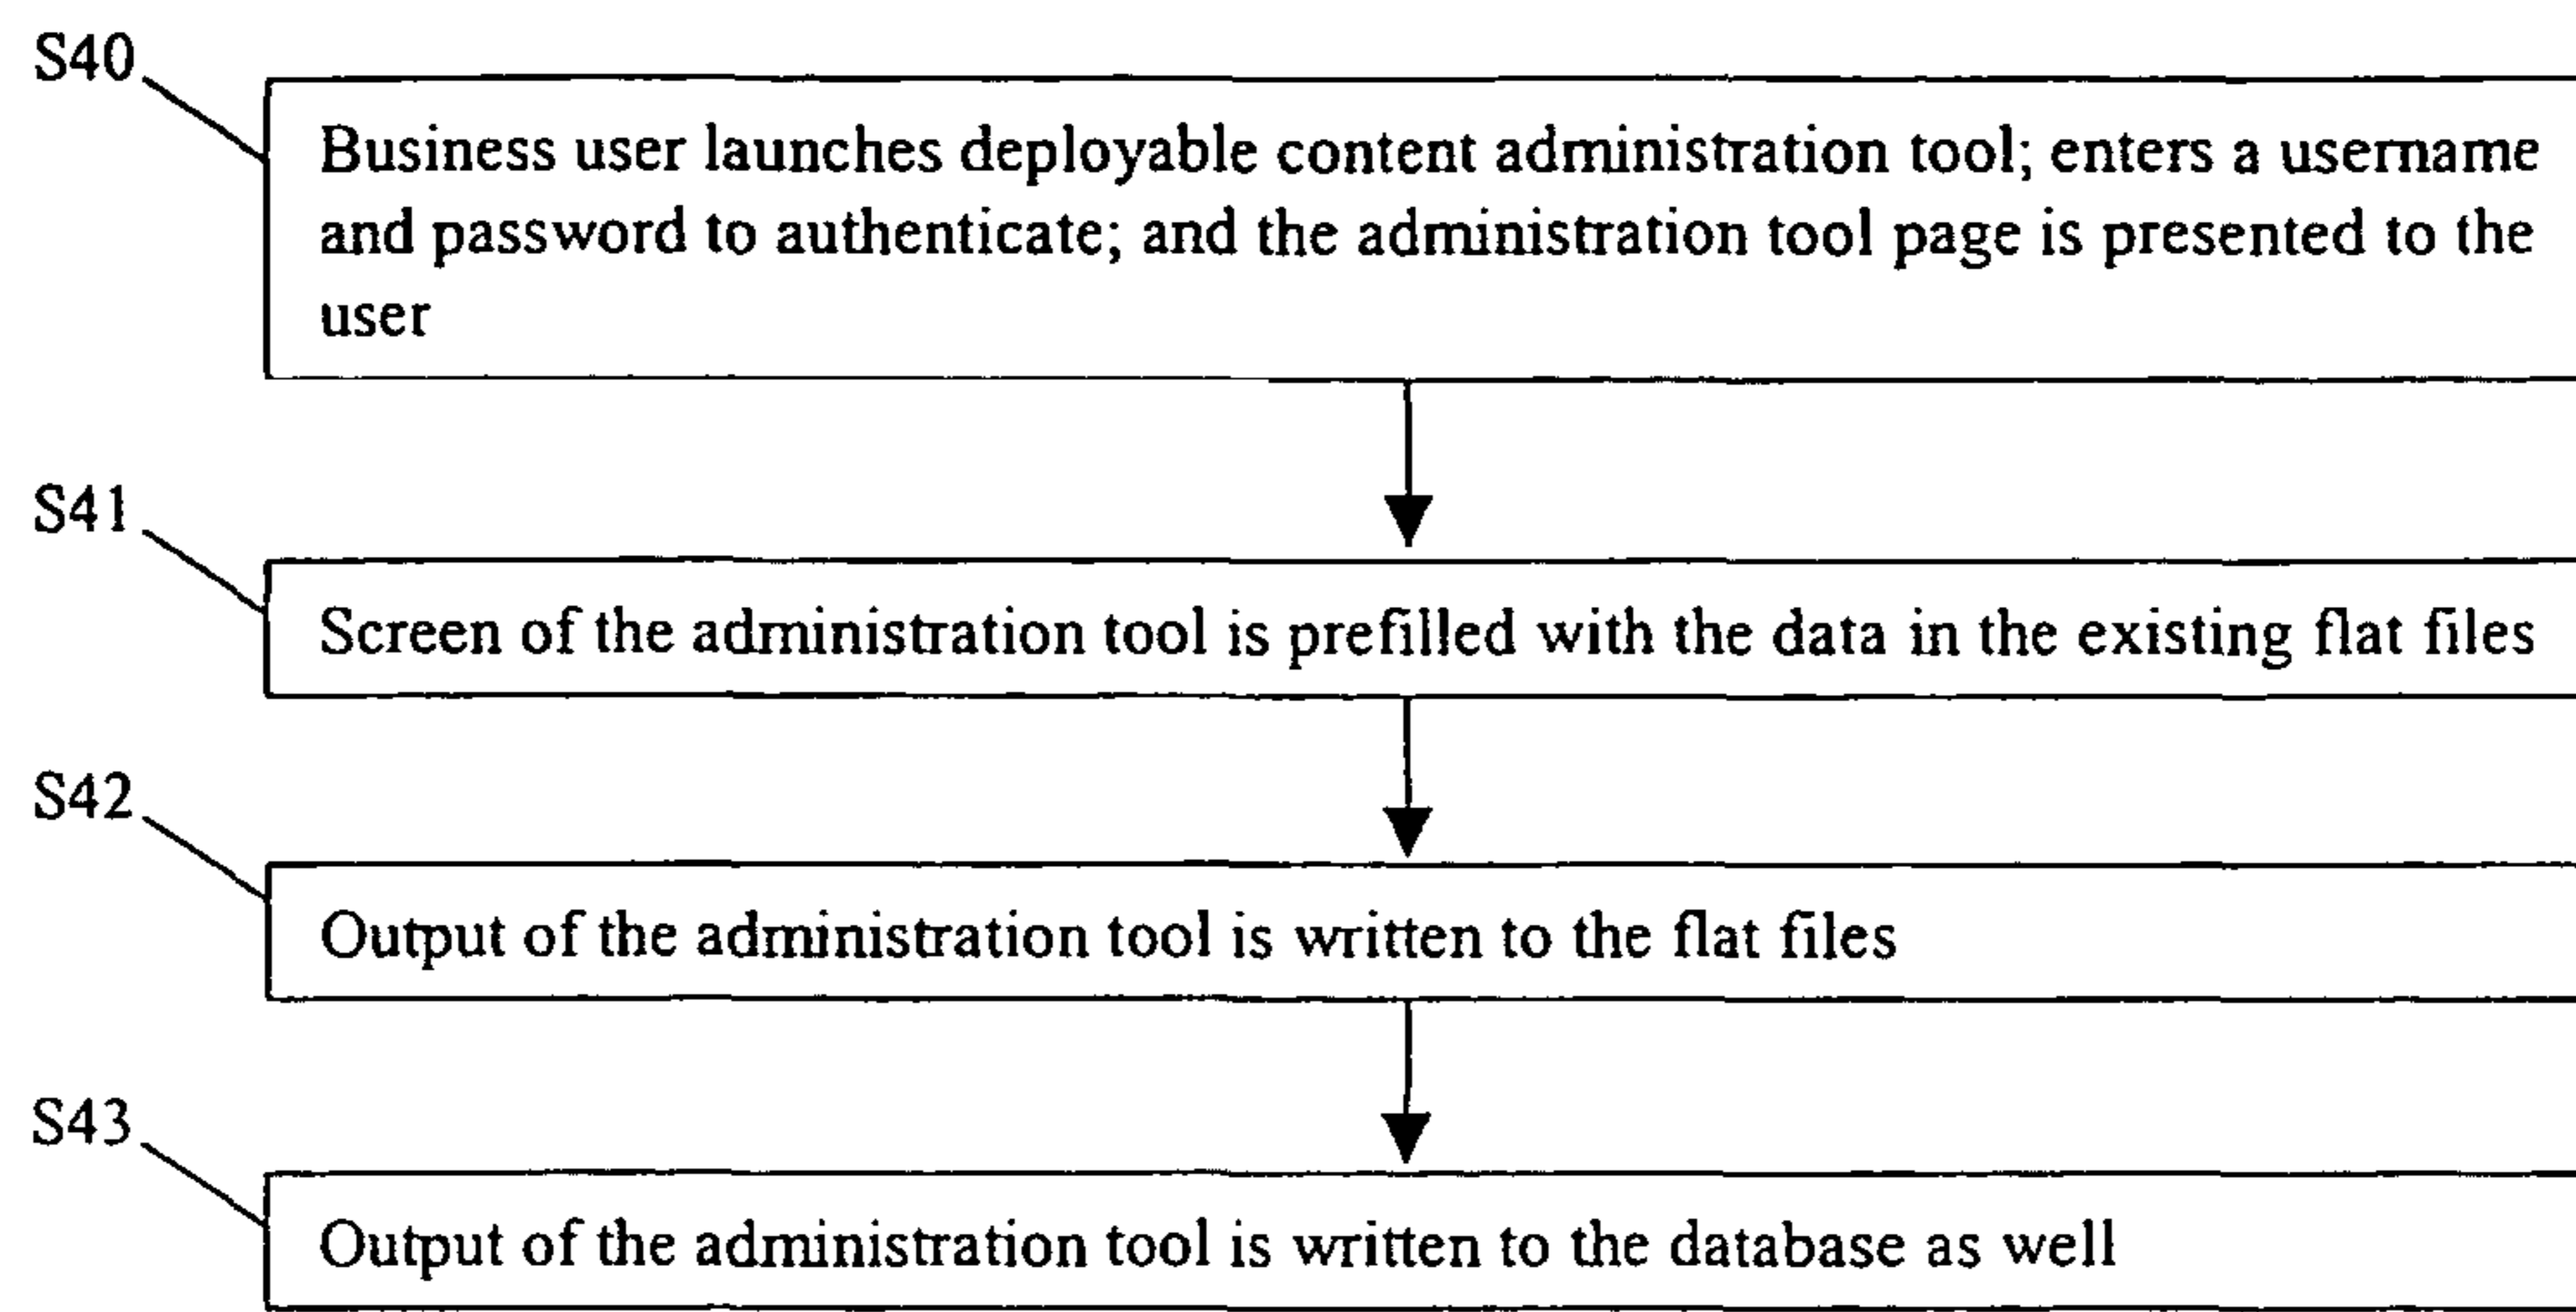 S40
Business user launches deployable content administration tool; enters a username
and password to authenticate; and the administration tool page is presented to the
user
S41
Screen of the administration tool is prefilled with the data in the existing flat files
S42
Output of the administration tool is written to the flat files
S43
Output of the administration tool is written to the database as well